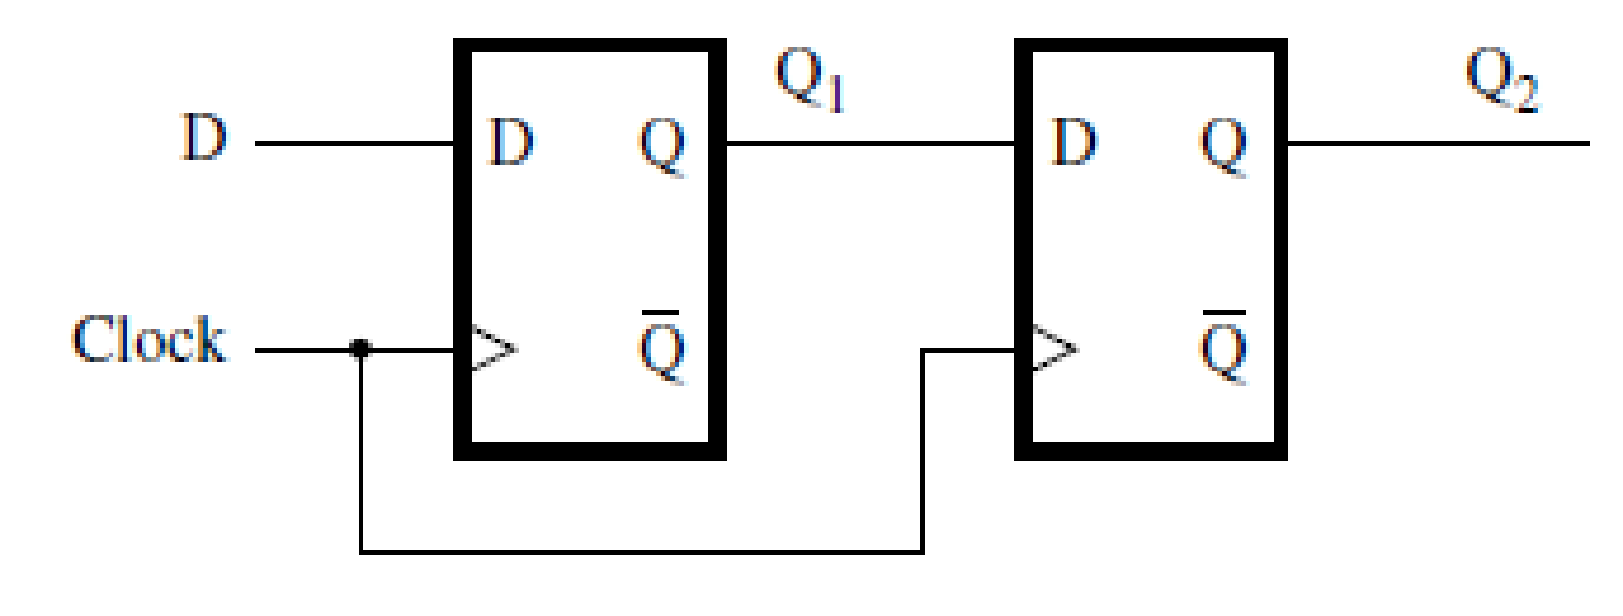 Q₁ Q₂
D D Q D Q
Clock Q̅ Q̅